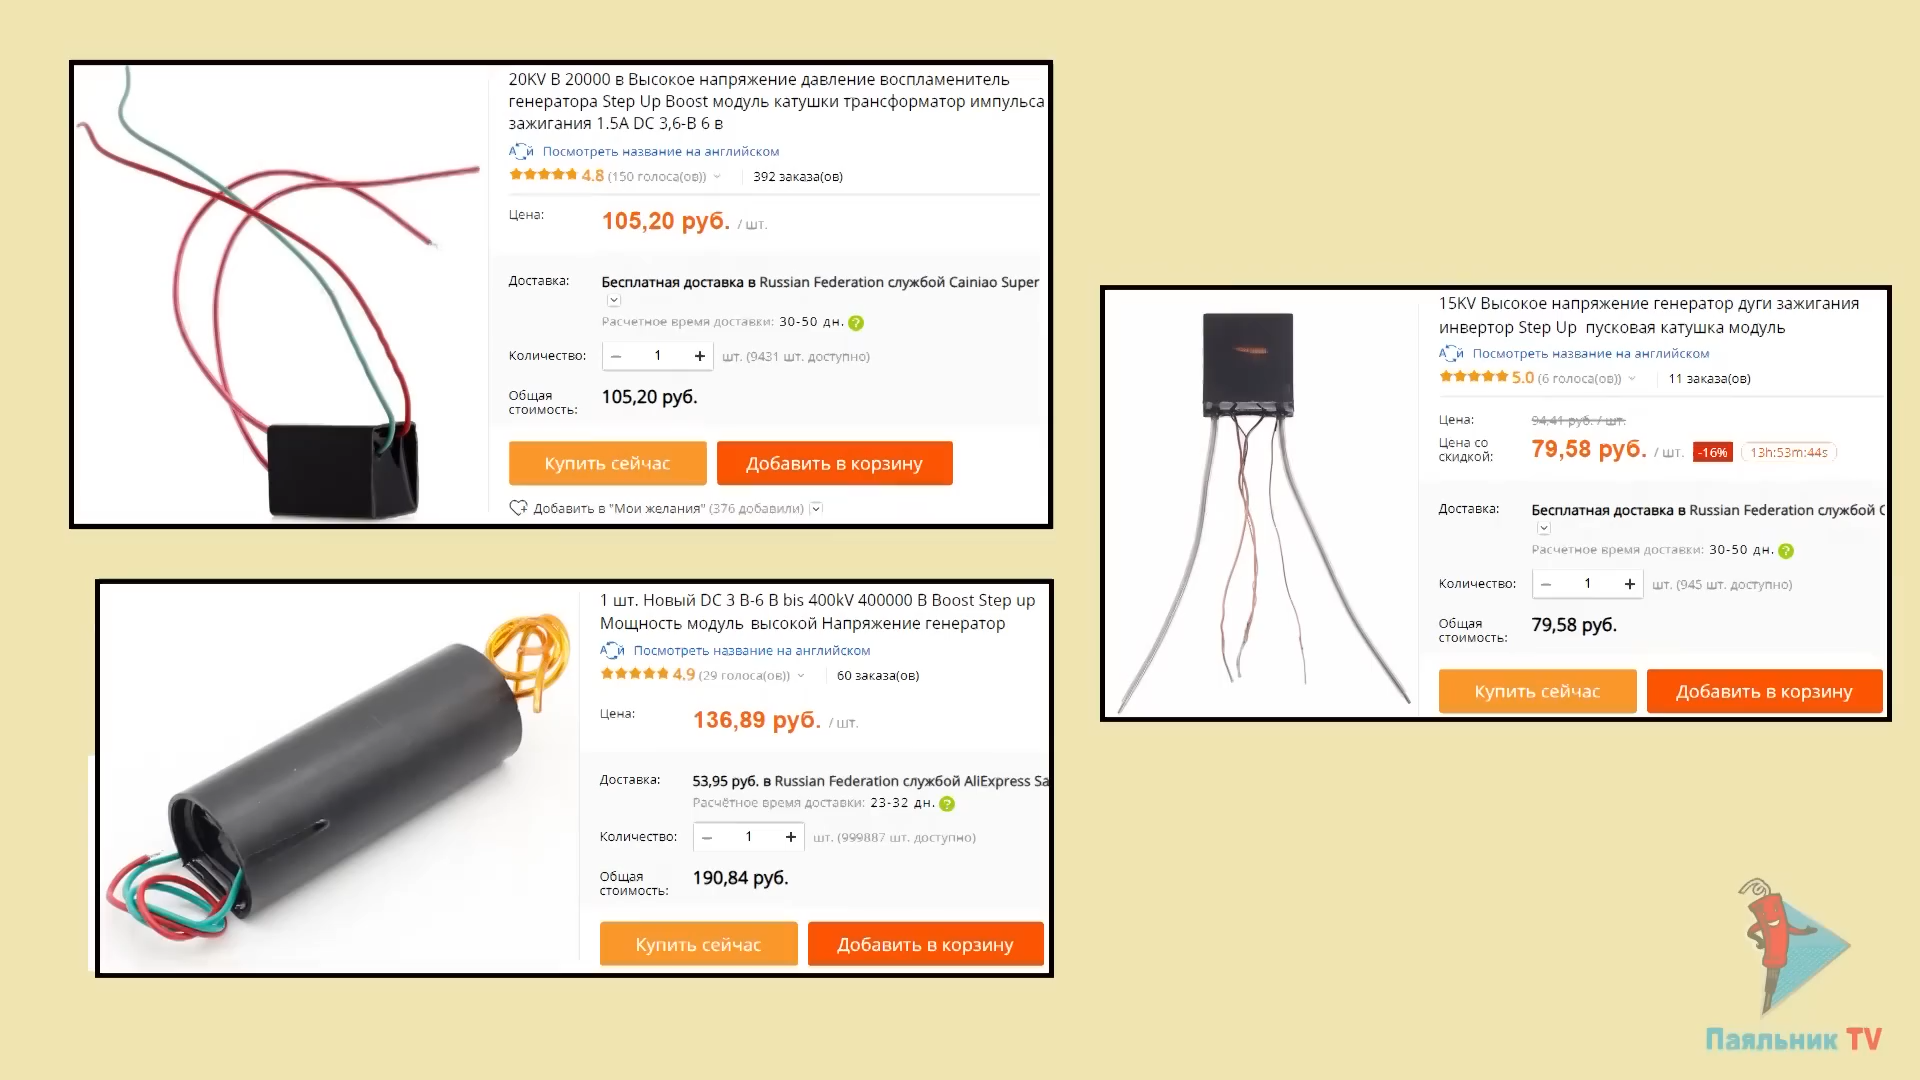 20KV В 20000 в Высокое напряжение давление воспламенитель
генератора Step Up Boost модуль катушки трансформатор импульса
зажигания 1.5A DC 3,6-В 6 в
Посмотреть название на английском
4.8 (150 голоса(ов)) 392 заказа(ов)
Цена: 105,20 руб. / шт.
Доставка: Бесплатная доставка в Russian Federation службой Cainiao Super
Расчетное время доставки: 30-50 дн. ?
Количество: − 1 + шт. (9431 шт. доступно)
Общая
стоимость: 105,20 руб.
Купить сейчас Добавить в корзину
Добавить в "Мои желания" (376 добавили)
1 шт. Новый DC 3 В-6 В bis 400kV 400000 В Boost Step up
Мощность модуль высокой Напряжение генератор
Посмотреть название на английском
4.9 (29 голоса(ов)) 60 заказа(ов)
Цена: 136,89 руб. / шт.
Доставка: 53,95 руб. в Russian Federation службой AliExpress Sa
Расчётное время доставки: 23-32 дн. ?
Количество: − 1 + шт. (999887 шт. доступно)
Общая
стоимость: 190,84 руб.
Купить сейчас Добавить в корзину
15KV Высокое напряжение генератор дуги зажигания
инвертор Step Up пусковая катушка модуль
Посмотреть название на английском
5.0 (6 голоса(ов)) 11 заказа(ов)
Цена: 94,41 руб. / шт.
Цена со
скидкой: 79,58 руб. / шт. -16% 13h:53m:44s
Доставка: Бесплатная доставка в Russian Federation службой C
Расчетное время доставки: 30-50 дн. ?
Количество: − 1 + шт. (945 шт. доступно)
Общая
стоимость: 79,58 руб.
Купить сейчас Добавить в корзину
Паяльник TV